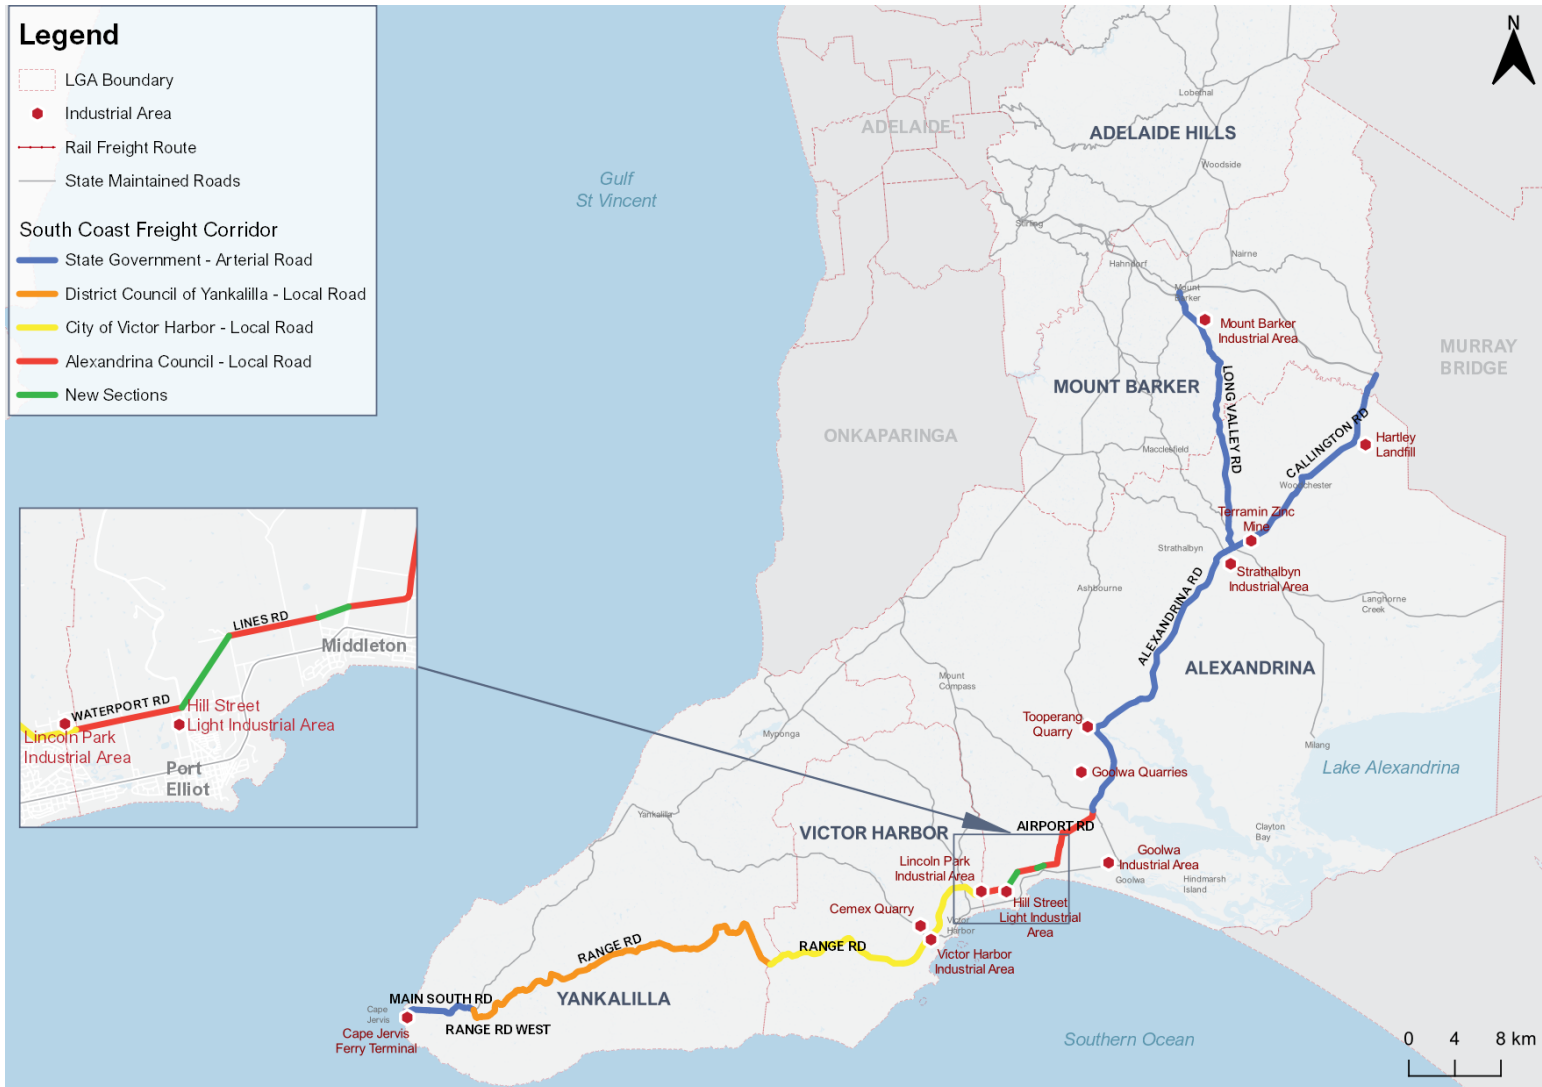 Legend
LGA Boundary
Industrial Area
Rail Freight Route
State Maintained Roads
South Coast Freight Corridor
State Government - Arterial Road
District Council of Yankalilla - Local Road
City of Victor Harbor - Local Road
Alexandrina Council - Local Road
New Sections
N
Gulf
St Vincent
ADELAIDE
Lobethal
ADELAIDE HILLS
Woodside
Stirling
Hahndorf
Nairne
Mount
Barker
Mount Barker
Industrial Area
MURRAY
BRIDGE
MOUNT BARKER
LONG VALLEY RD
ONKAPARINGA
CALLINGTON RD
Hartley
Landfill
Macclesfield
Woodchester
Terramin Zinc
Mine
Strathalbyn
Strathalbyn
Industrial Area
Ashbourne
Langhorne
Creek
ALEXANDRINA RD
ALEXANDRINA
Mount
Compass
Tooperang
Quarry
Myponga
Milang
Goolwa Quarries
Lake Alexandrina
Yankalilla
VICTOR HARBOR
AIRPORT RD
Clayton
Bay
Lincoln Park
Industrial Area
Goolwa
Industrial Area
Goolwa
Hindmarsh
Island
Cemex Quarry
Hill Street
Light Industrial
Area
Victor
Harbor
RANGE RD
RANGE RD
Victor Harbor
Industrial Area
MAIN SOUTH RD
YANKALILLA
Cape
Jervis
RANGE RD WEST
Cape Jervis
Ferry Terminal
Southern Ocean
0 4 8 km
LINES RD
Middleton
WATERPORT RD
Hill Street
Light Industrial Area
Lincoln Park
Industrial Area
Port
Elliot